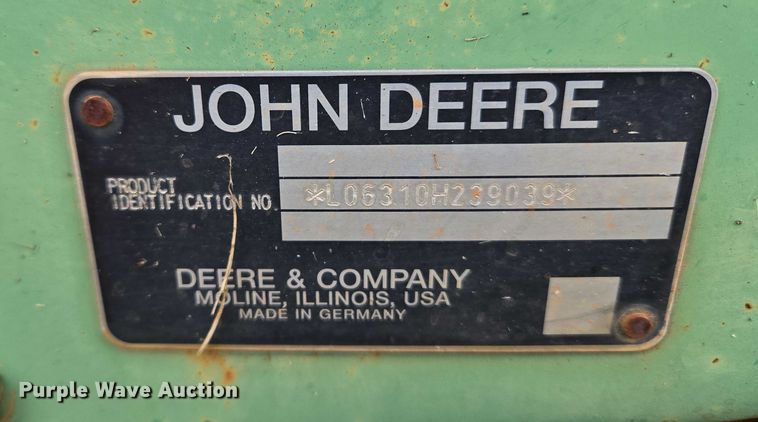 JOHN DEERE
PRODUCT
IDENTIFICATION NO.
*L06310H239039*
DEERE & COMPANY
MOLINE, ILLINOIS, USA
MADE IN GERMANY
Purple Wave Auction